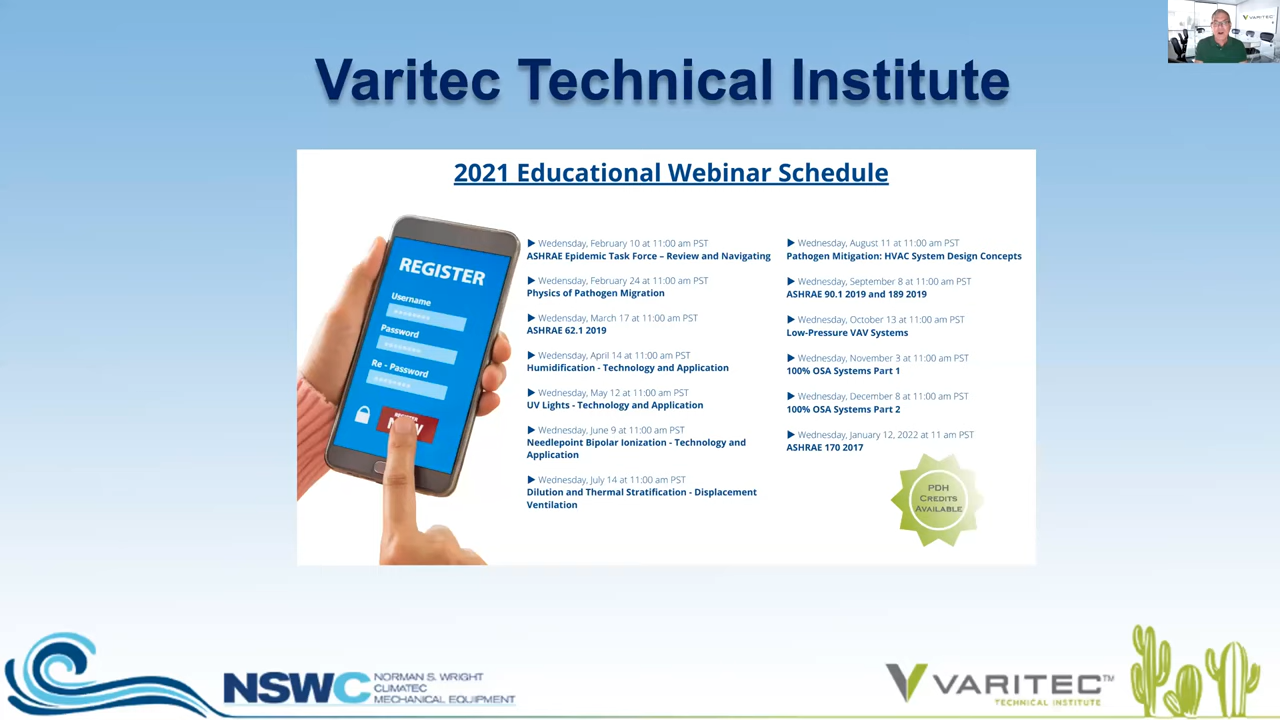 VARITEC
Varitec Technical Institute
2021 Educational Webinar Schedule
REGISTER
Username
Password
Re - Password
REGISTER
▶ Wedensday, February 10 at 11:00 am PST
ASHRAE Epidemic Task Force – Review and Navigating
▶ Wedensday, February 24 at 11:00 am PST
Physics of Pathogen Migration
▶ Wedensday, March 17 at 11:00 am PST
ASHRAE 62.1 2019
▶ Wednesday, April 14 at 11:00 am PST
Humidification - Technology and Application
▶ Wednesday, May 12 at 11:00 am PST
UV Lights - Technology and Application
▶ Wednesday, June 9 at 11:00 am PST
Needlepoint Bipolar Ionization - Technology and
Application
▶ Wednesday, July 14 at 11:00 am PST
Dilution and Thermal Stratification - Displacement
Ventilation
▶ Wednesday, August 11 at 11:00 am PST
Pathogen Mitigation: HVAC System Design Concepts
▶ Wednesday, September 8 at 11:00 am PST
ASHRAE 90.1 2019 and 189 2019
▶ Wednesday, October 13 at 11:00 am PST
Low-Pressure VAV Systems
▶ Wednesday, November 3 at 11:00 am PST
100% OSA Systems Part 1
▶ Wednesday, December 8 at 11:00 am PST
100% OSA Systems Part 2
▶ Wednesday, January 12, 2022 at 11 am PST
ASHRAE 170 2017
PDH
CREDITS
AVAILABLE
NSWC
NORMAN S. WRIGHT
CLIMATEC
MECHANICAL EQUIPMENT
VARITEC™
TECHNICAL INSTITUTE